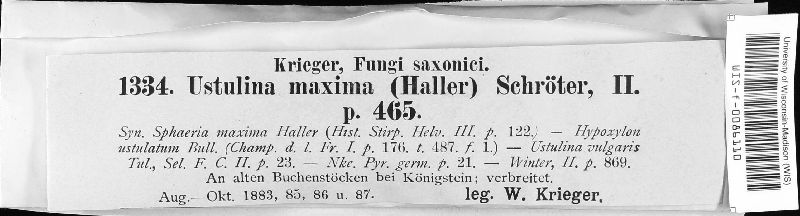 Krieger, Fungi saxonici.
1334. Ustulina maxima (Haller) Schröter, II.
p. 465.
Syn. Sphaeria maxima Haller (Hist. Stirp. Helv. III. p. 122.) — Hypoxylon
ustulatum Bull. (Champ. d. l. Fr. I. p. 176. t. 487. f. 1.) — Ustulina vulgaris
Tul., Sel. F. C. II. p. 23. — Nke. Pyr. germ. p. 21. — Winter, II. p. 869.
An alten Buchenstöcken bei Königstein; verbreitet.
Aug.- Okt. 1883, 85, 86 u. 87. leg. W. Krieger.
WIS-f-0086110
University of Wisconsin-Madison (WIS)